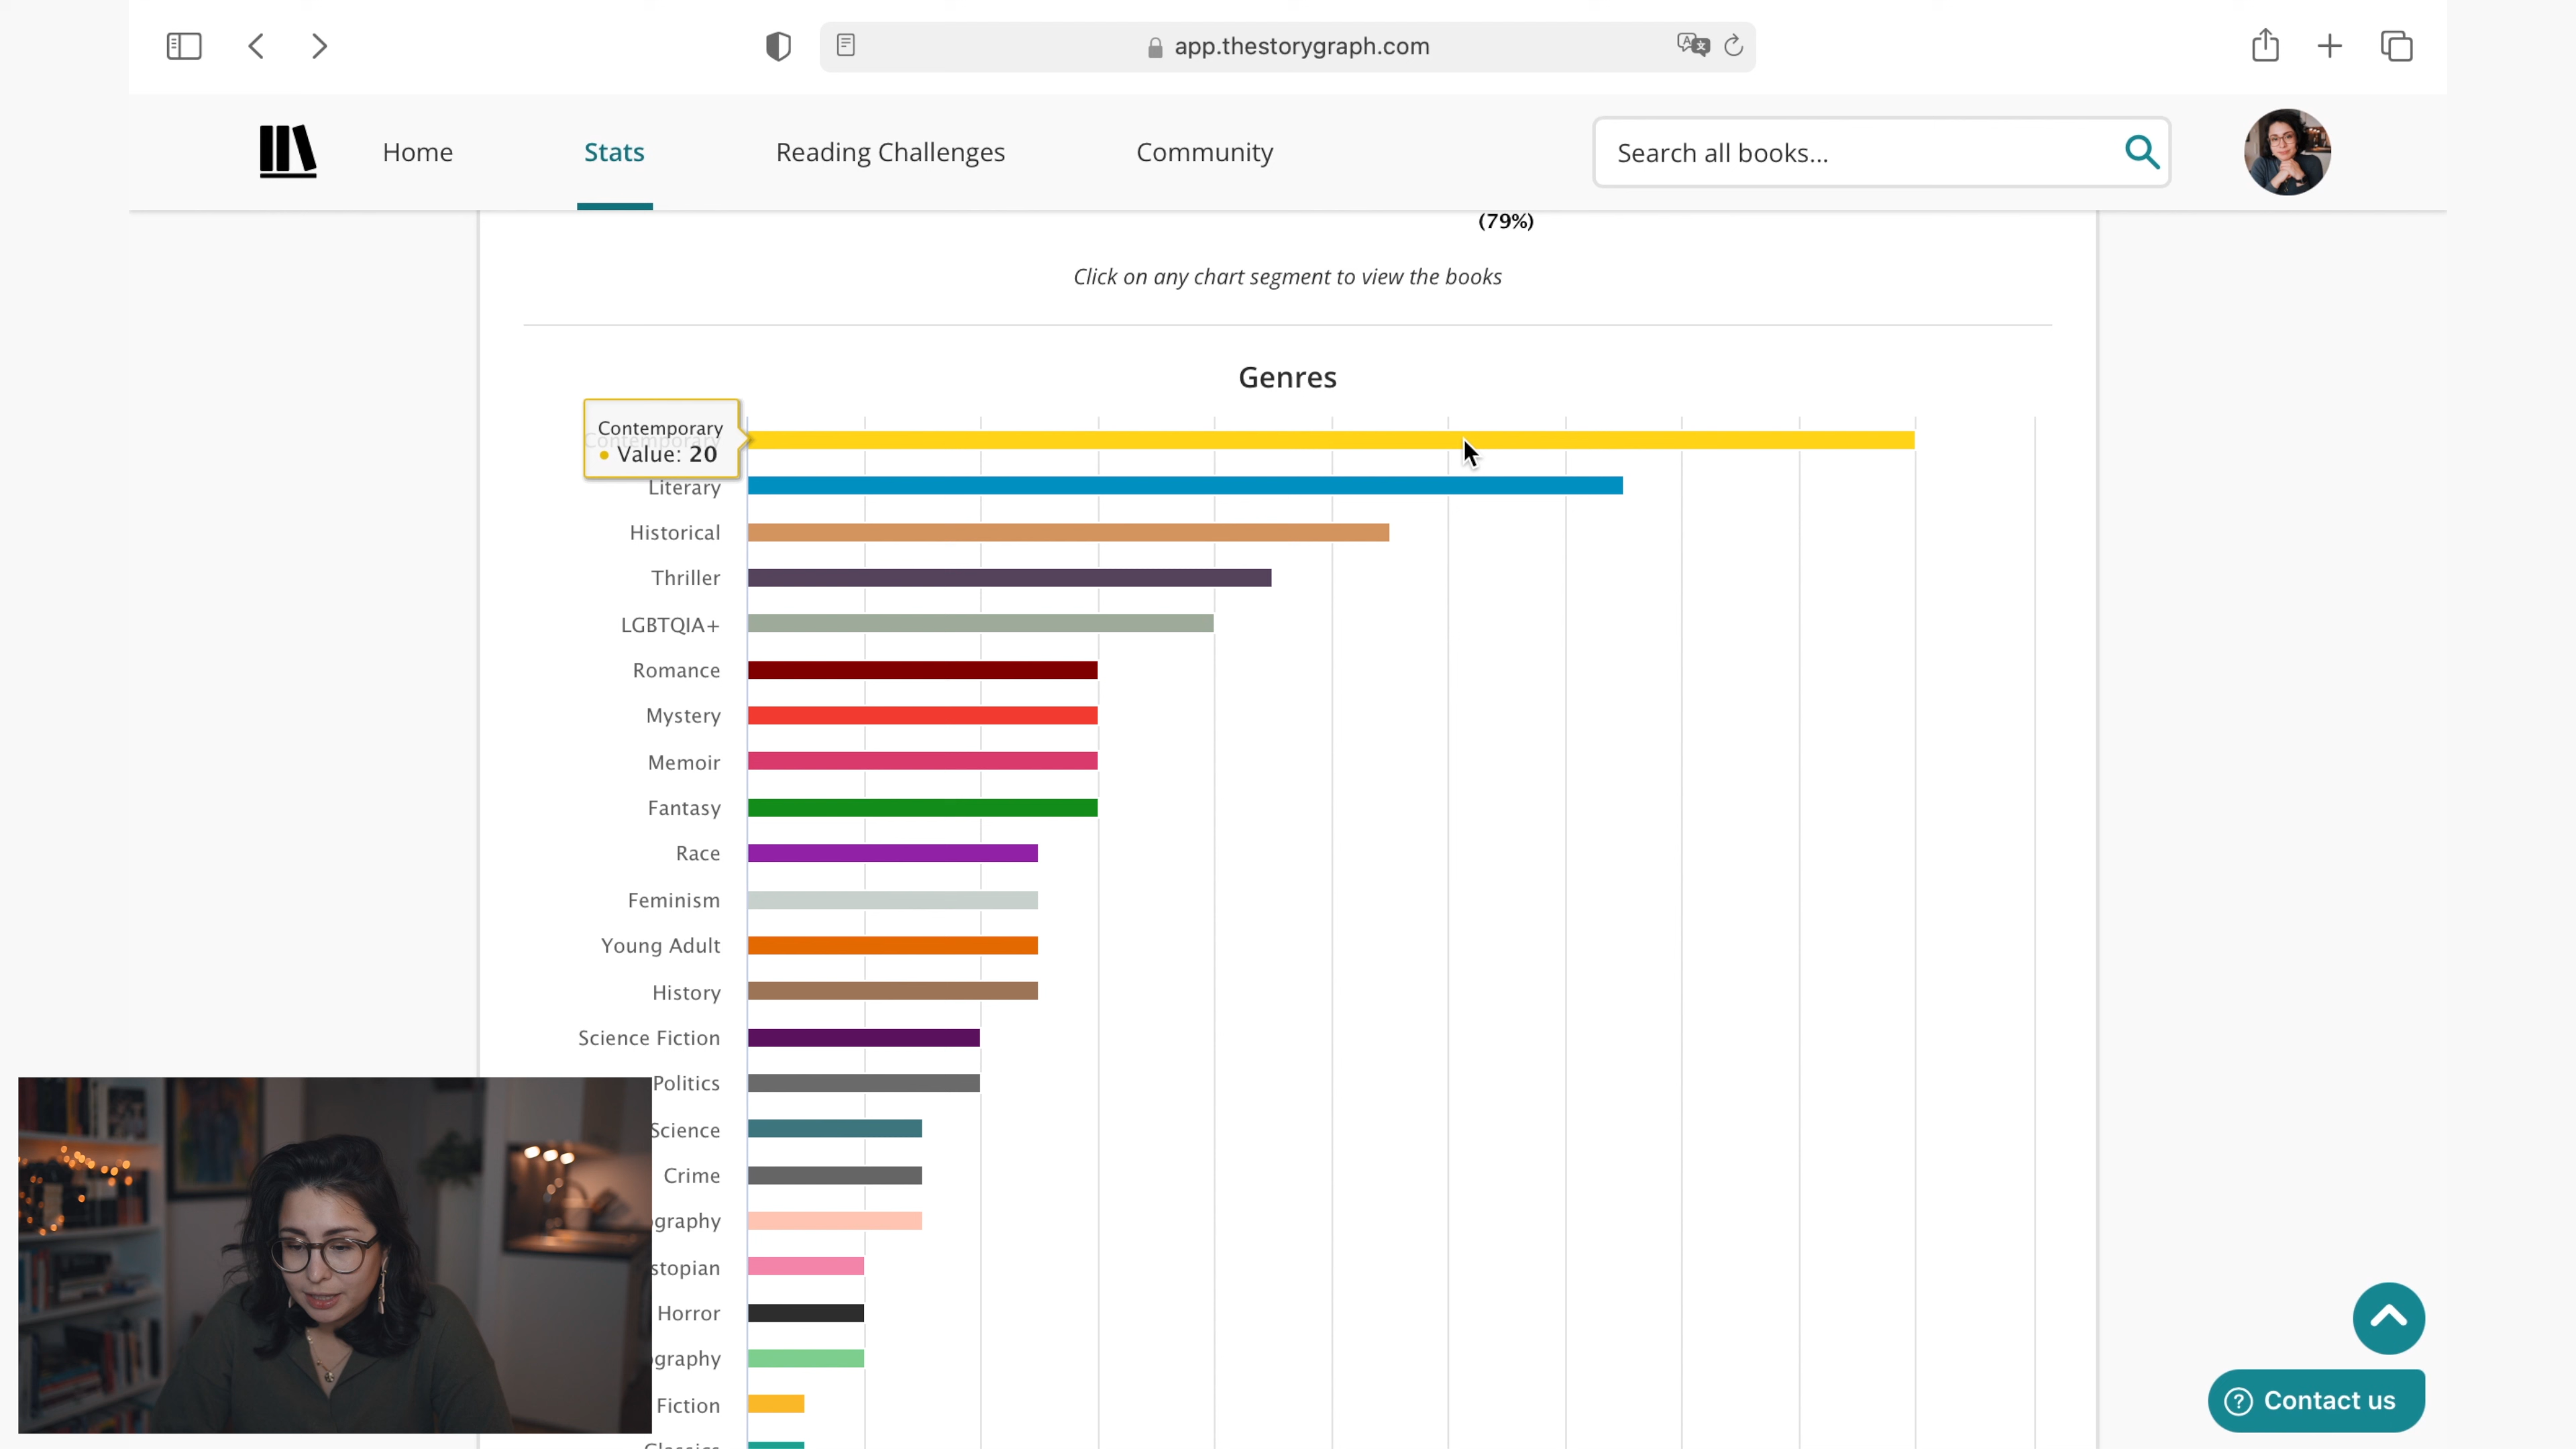 app.thestorygraph.com
Home
Stats
Reading Challenges
Community
Search all books...
(79%)
Click on any chart segment to view the books
Genres
Contemporary
Value: 20
Literary
Historical
Thriller
LGBTQIA+
Romance
Mystery
Memoir
Fantasy
Race
Feminism
Young Adult
History
Science Fiction
Politics
Science
Crime
ography
stopian
Horror
ography
Fiction
Contact us